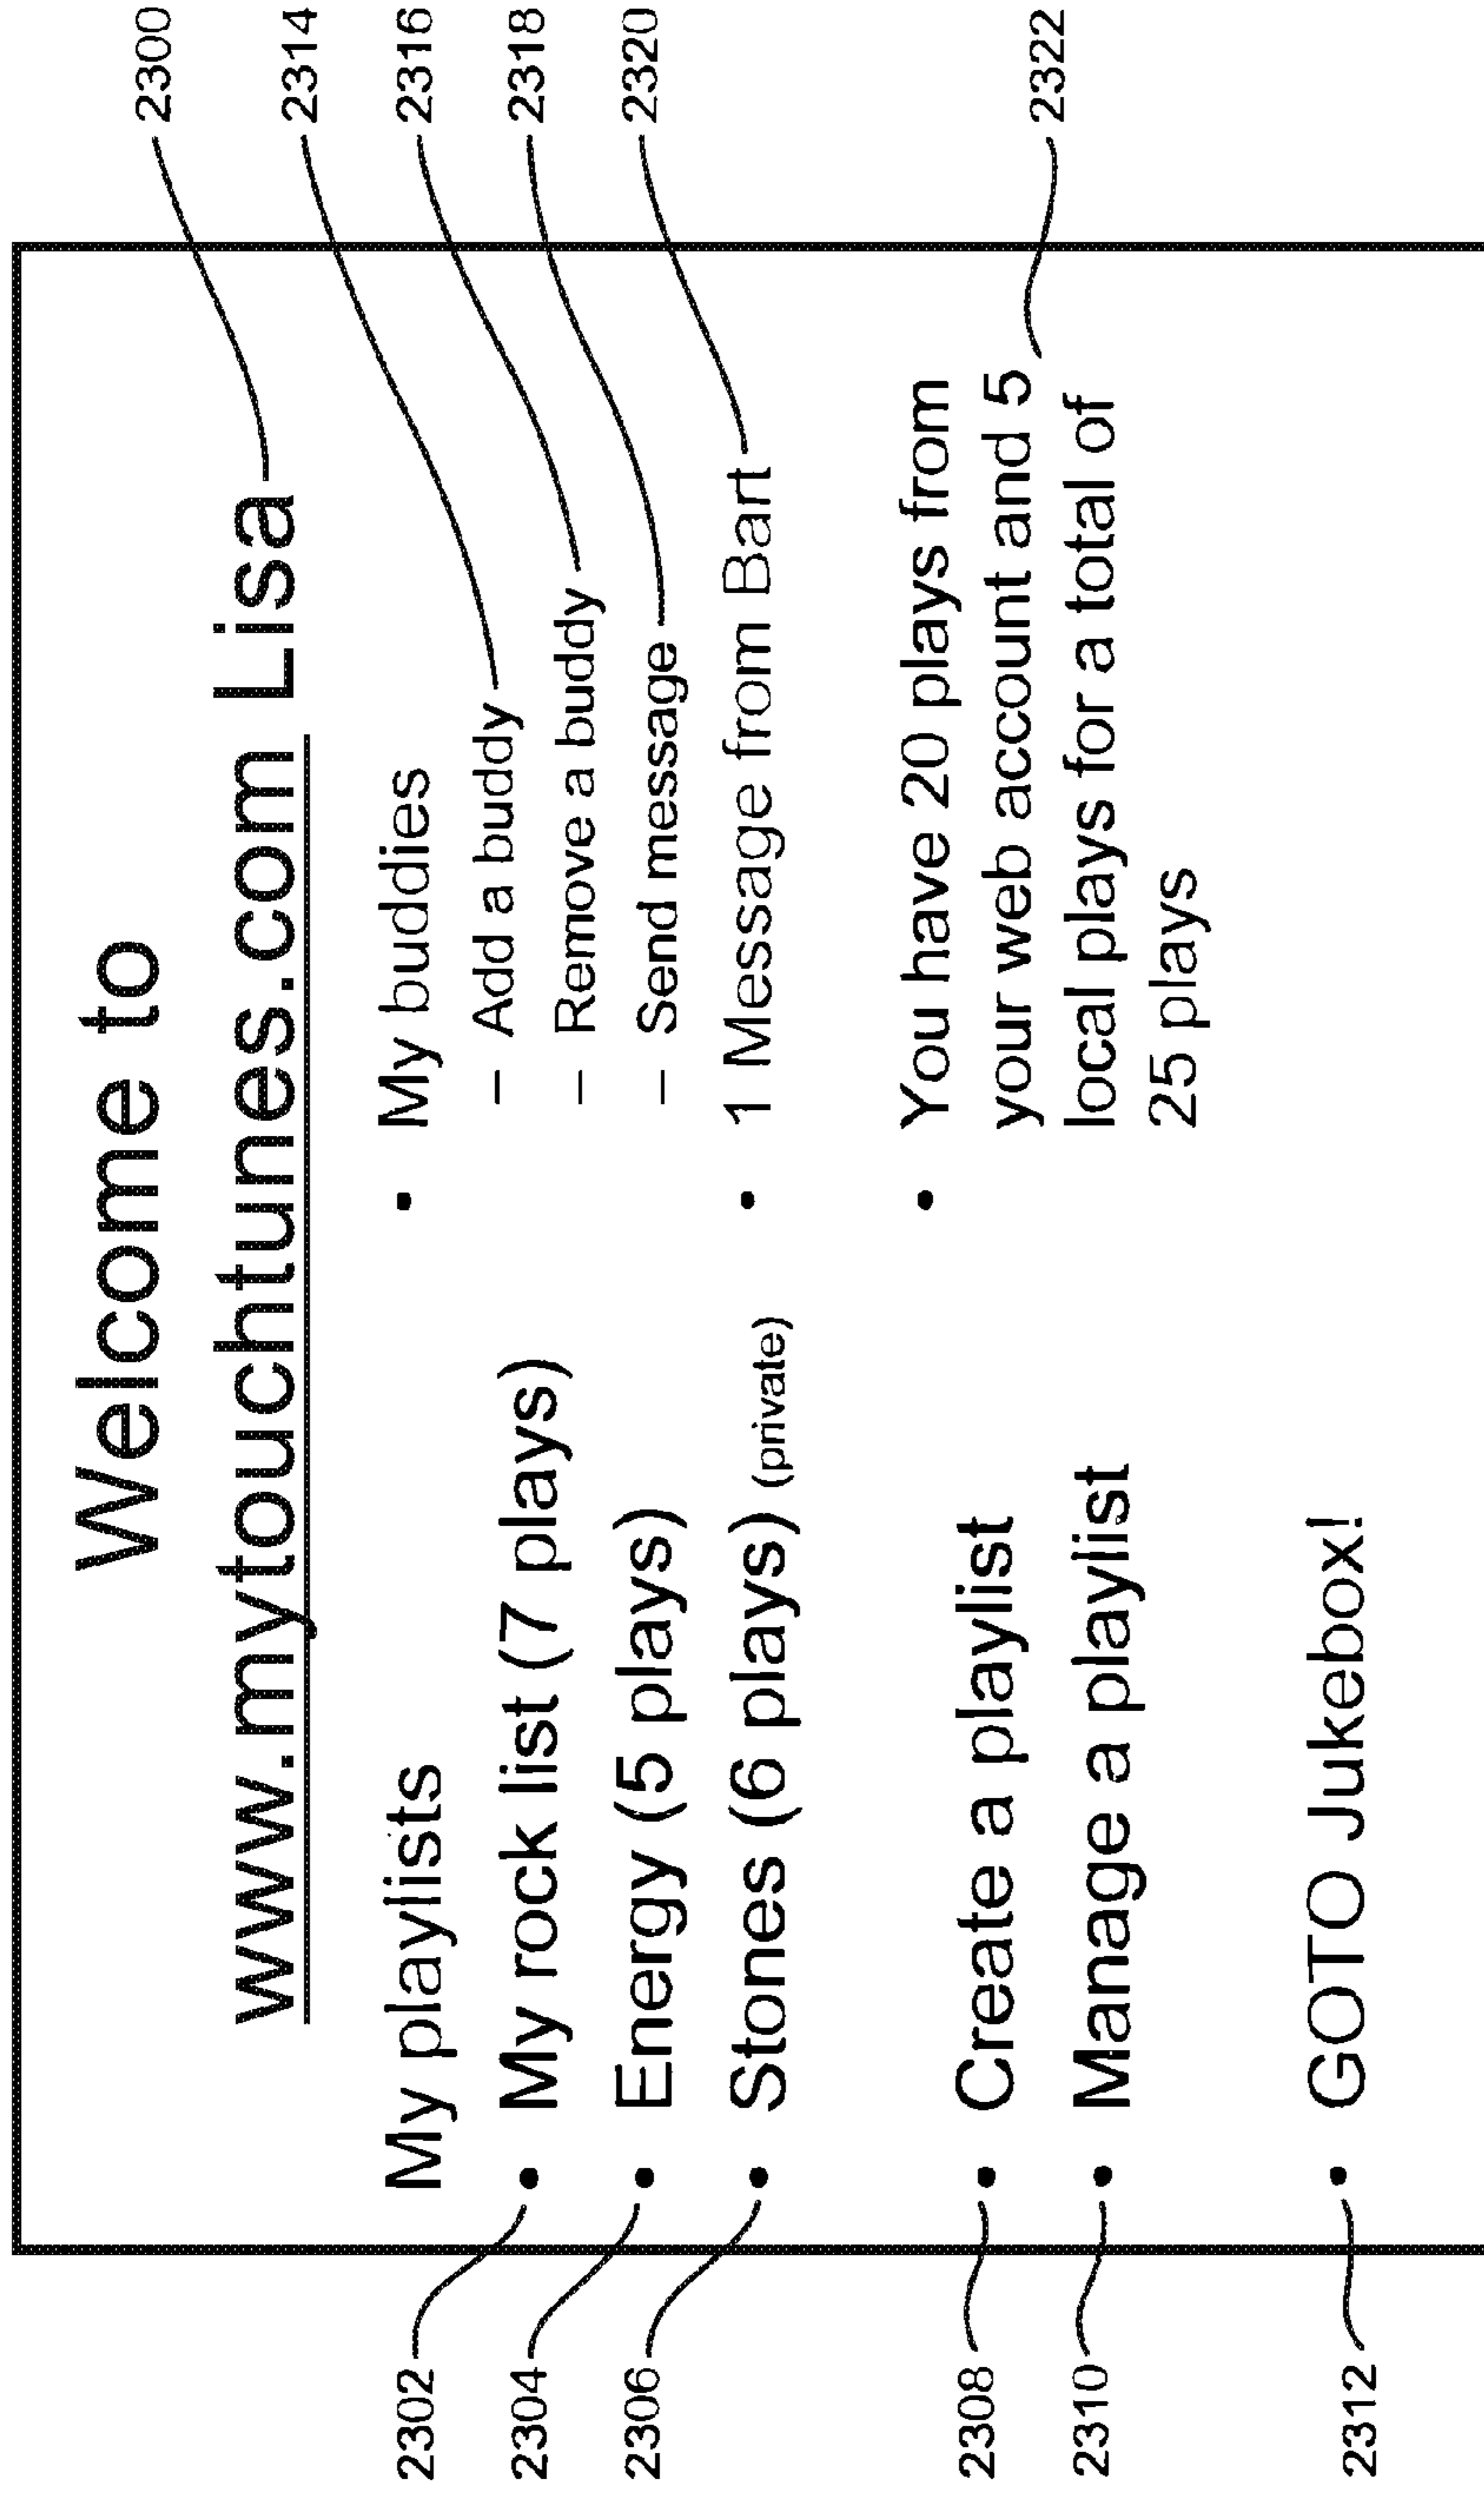 Welcome to
www.mytouchtunes.com Lisa
2300
My playlists
2302
• My rock list (7 plays)
2304
• Energy (5 plays)
2306
• Stones (6 plays) (private)
2308
• Create a playlist
2310
• Manage a playlist
2312
• GOTO Jukebox!
• My buddies
– Add a buddy
2314
– Remove a buddy
2316
– Send message
2318
• 1 Message from Bart
2320
• You have 20 plays from
your web account and 5
local plays for a total of
25 plays
2322